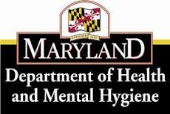 MARYLAND
Department of Health
and Mental Hygiene